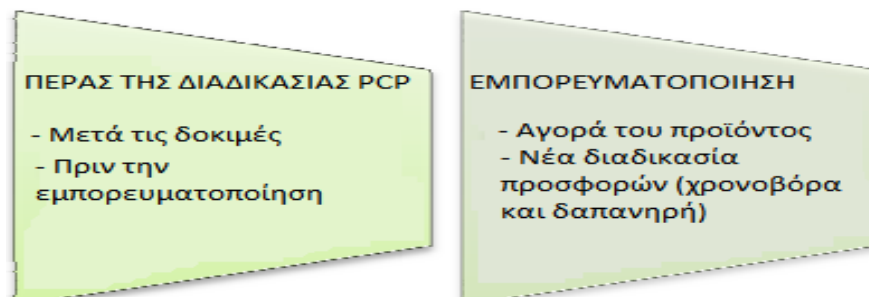 ΠΕΡΑΣ ΤΗΣ ΔΙΑΔΙΚΑΣΙΑΣ PCP
- Μετά τις δοκιμές
- Πριν την
εμπορευματοποίηση
ΕΜΠΟΡΕΥΜΑΤΟΠΟΙΗΣΗ
- Αγορά του προϊόντος
- Νέα διαδικασία
προσφορών (χρονοβόρα
και δαπανηρή)